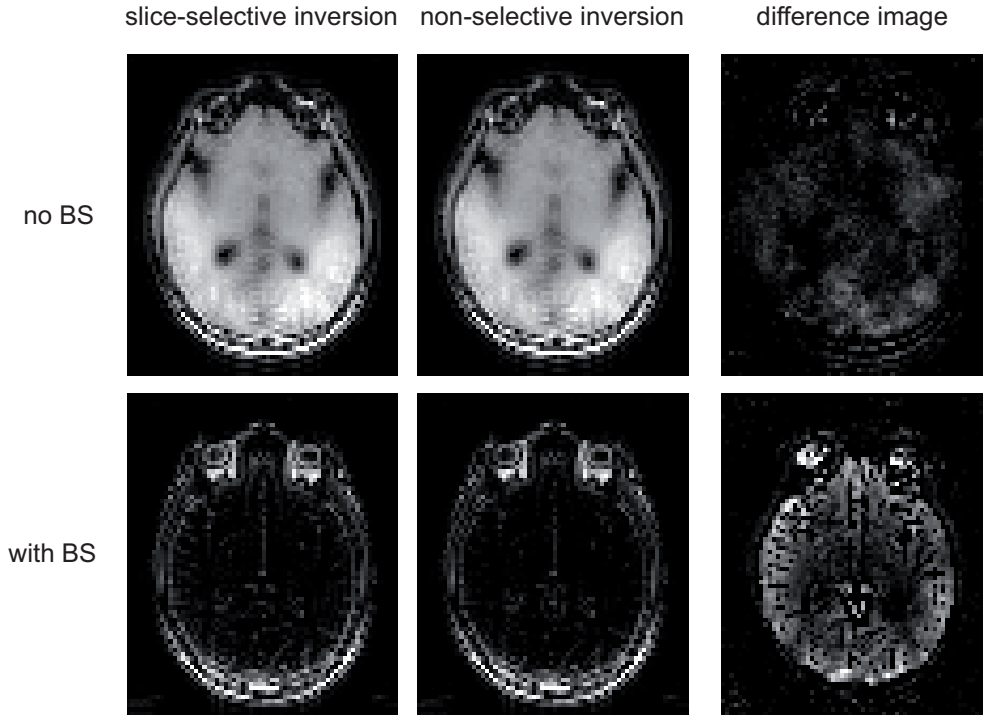 slice-selective inversion
non-selective inversion
difference image
no BS
with BS